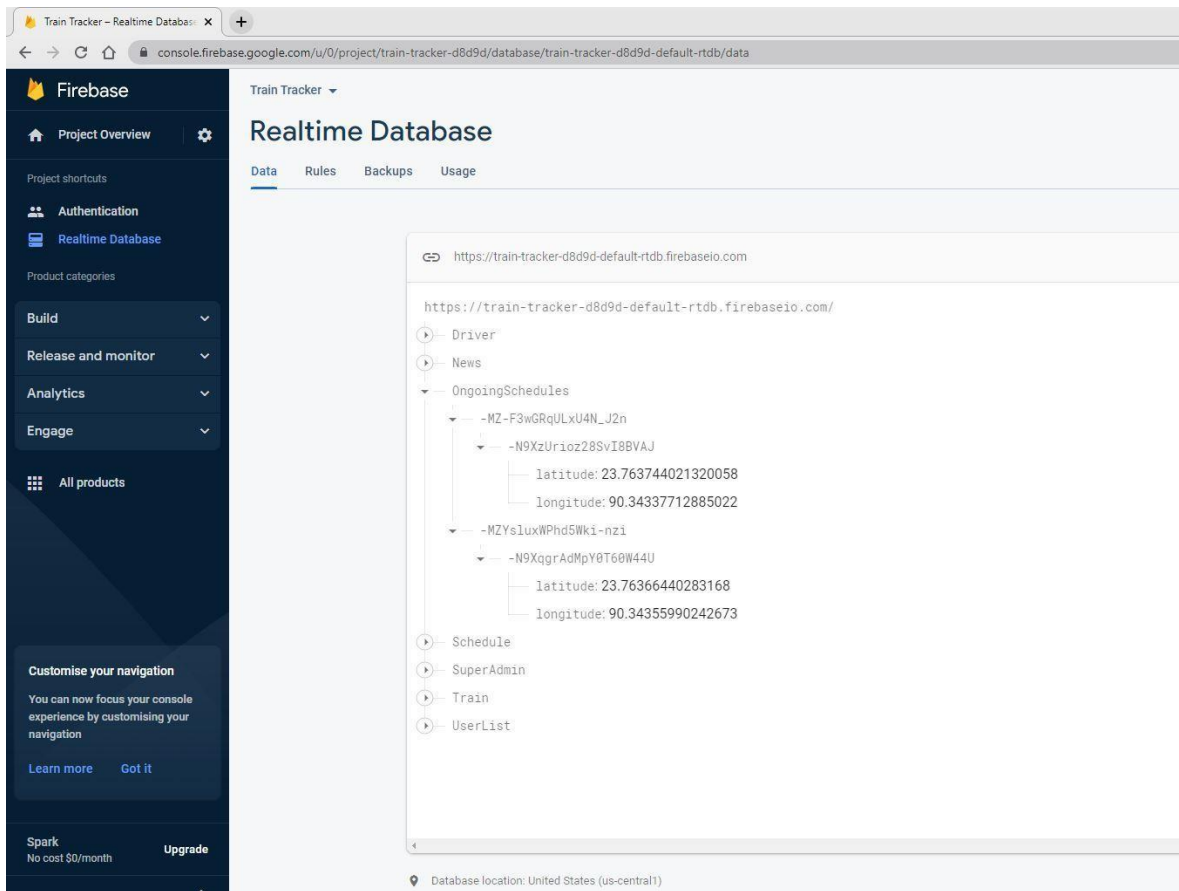 Train Tracker – Realtime Databas
console.firebase.google.com/u/0/project/train-tracker-d8d9d/database/train-tracker-d8d9d-default-rtdb/data
Firebase
Project Overview
Project shortcuts
Authentication
Realtime Database
Product categories
Build
Release and monitor
Analytics
Engage
All products
Customise your navigation
You can now focus your console
experience by customising your
navigation
Learn more Got it
Spark
No cost $0/month
Upgrade
Train Tracker
Realtime Database
Data Rules Backups Usage
https://train-tracker-d8d9d-default-rtdb.firebaseio.com
https://train-tracker-d8d9d-default-rtdb.firebaseio.com/
Driver
News
OngoingSchedules
-MZ-F3wGRqULxU4N_J2n
-N9XzUrioz28SvI8BVAJ
latitude: 23.763744021320058
longitude: 90.34337712885022
-MZYsluxWPhd5Wki-nzi
-N9XqgrAdMpY0T60W44U
latitude: 23.76366440283168
longitude: 90.34355990242673
Schedule
SuperAdmin
Train
UserList
Database location: United States (us-central1)